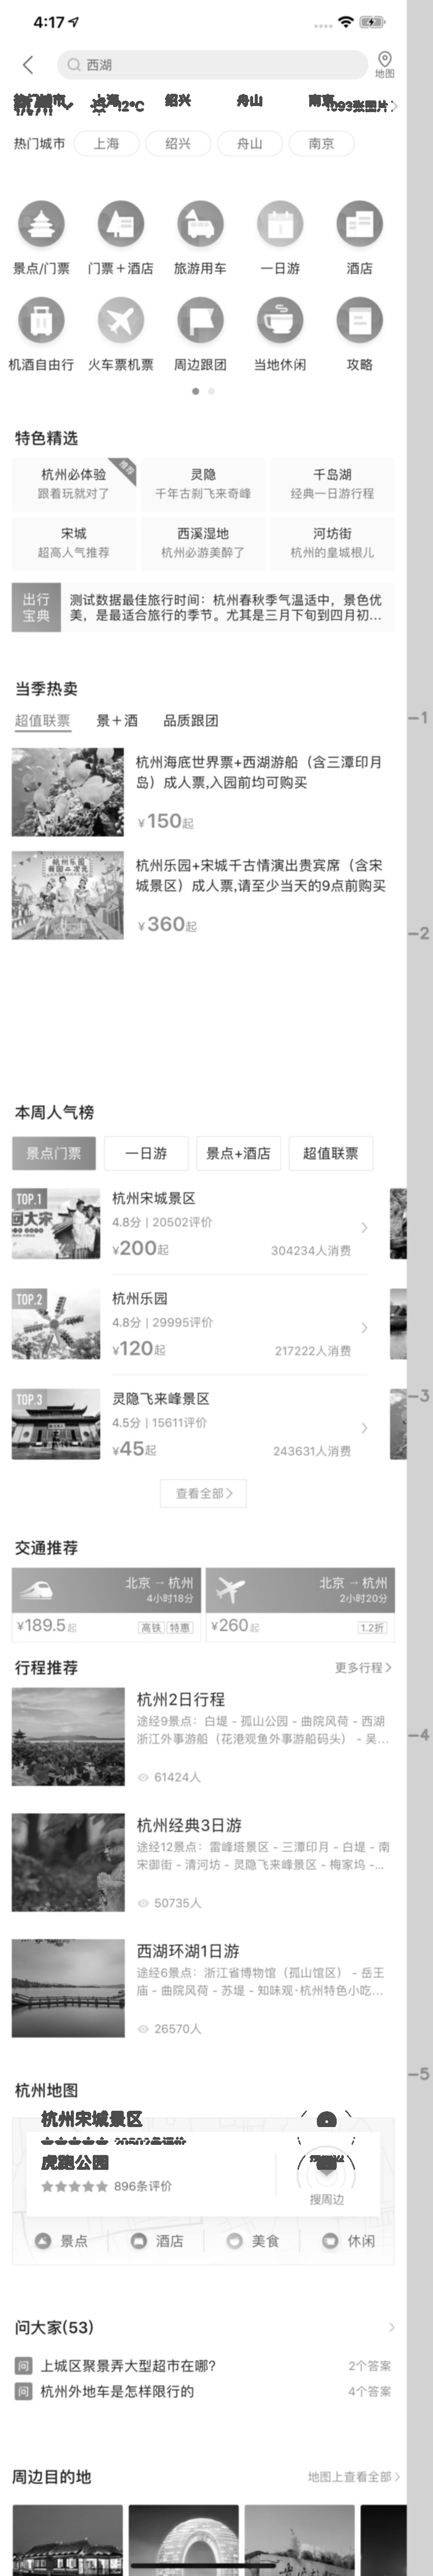 4:17
西湖
地图
热门城市 上海 绍兴 舟山 南京
杭州 12°C 1093张图片
热门城市 上海 绍兴 舟山 南京
景点/门票 门票+酒店 旅游用车 一日游 酒店
机酒自由行 火车票机票 周边跟团 当地休闲 攻略
特色精选
杭州必体验 推荐 灵隐 千岛湖
跟着玩就对了 千年古刹飞来奇峰 经典一日游行程
宋城 西溪湿地 河坊街
超高人气推荐 杭州必游美醉了 杭州的皇城根儿
出行宝典
测试数据最佳旅行时间：杭州春秋季气温适中，景色优
美，是最适合旅行的季节。尤其是三月下旬到四月初...
当季热卖
超值联票 景+酒 品质跟团
杭州海底世界票+西湖游船（含三潭印月
岛）成人票,入园前均可购买
¥150起
杭州乐园+宋城千古情演出贵宾席（含宋
城景区）成人票,请至少当天的9点前购买
¥360起
本周人气榜
景点门票 一日游 景点+酒店 超值联票
TOP.1
杭州宋城景区
4.8分 | 20502评价
¥200起 304234人消费
TOP.2
杭州乐园
4.8分 | 29995评价
¥120起 217222人消费
TOP.3
灵隐飞来峰景区
4.5分 | 15611评价
¥45起 243631人消费
查看全部
交通推荐
北京 → 杭州 北京 → 杭州
4小时18分 2小时20分
¥189.5起 高铁 特惠 ¥260起 1.2折
行程推荐 更多行程
杭州2日行程
途经9景点：白堤 - 孤山公园 - 曲院风荷 - 西湖
浙江外事游船（花港观鱼外事游船码头） - 吴...
61424人
杭州经典3日游
途经12景点：雷峰塔景区 - 三潭印月 - 白堤 - 南
宋御街 - 清河坊 - 灵隐飞来峰景区 - 梅家坞 -...
50735人
西湖环湖1日游
途经6景点：浙江省博物馆（孤山馆区） - 岳王
庙 - 曲院风荷 - 苏堤 - 知味观·杭州特色小吃...
26570人
杭州地图
杭州宋城景区
20502条评价
虎跑公园
896条评价
搜周边
景点 酒店 美食 休闲
问大家(53)
问 上城区聚景弄大型超市在哪? 2个答案
问 杭州外地车是怎样限行的 4个答案
周边目的地 地图上查看全部
1
2
3
4
5